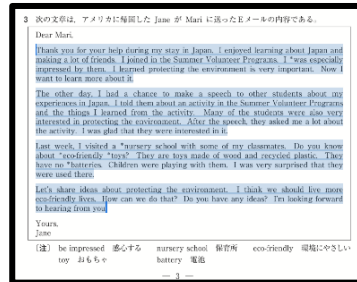 3 次の文章は，アメリカに帰国した Jane が Mari に送ったEメールの内容である。
Dear Mari,
Thank you for your help during my stay in Japan. I enjoyed learning about Japan and
making a lot of friends. I joined in the Summer Volunteer Programs. I *was especially
impressed by them. I learned protecting the environment is very important. Now I
want to learn more about it.
The other day, I had a chance to make a speech to other students about my
experiences in Japan. I told them about an activity in the Summer Volunteer Programs
and the things I learned from the activity. Many of the students were also very
interested in protecting the environment. After the speech, they asked me a lot about
the activity. I was glad that they were interested in it.
Last week, I visited a *nursery school with some of my classmates. Do you know
about *eco-friendly *toys? They are toys made of wood and recycled plastic. They
have no *batteries. Children were playing with them. I was very surprised that they
were used there.
Let's share ideas about protecting the environment. I think we should live more
eco-friendly lives. How can we do that? Do you have any ideas? I'm looking forward
to hearing from you
Yours,
Jane
〔注〕 be impressed 感心する nursery school 保育所 eco-friendly 環境にやさしい
toy おもちゃ battery 電池
― 3 ―